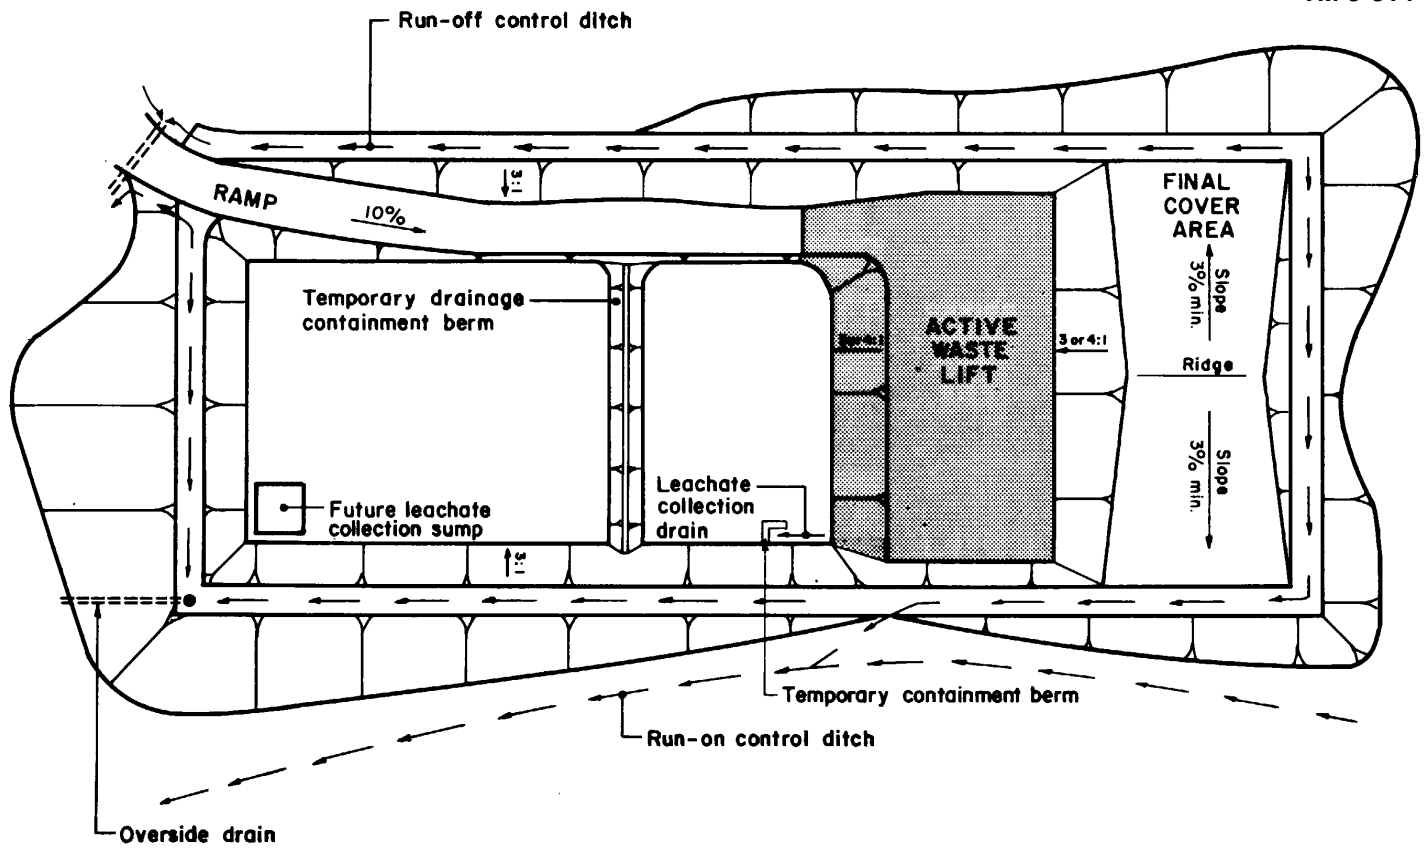 Run-off control ditch
RAMP
10%
3:1
FINAL
COVER
AREA
Slope
3% min.
Temporary drainage
containment berm
ACTIVE
WASTE
LIFT
3 or 4:1
Ridge
Slope
3% min.
Leachate
collection
drain
Future leachate
collection sump
3:1
Temporary containment berm
Run-on control ditch
Overside drain